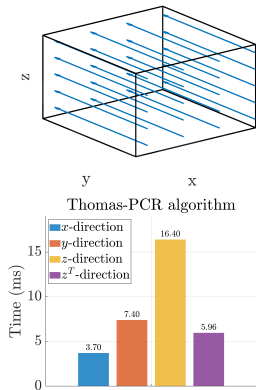 z
y x
Thomas-PCR algorithm
Time (ms)
15
10
5
0
x-direction
y-direction
z-direction
z^T-direction
3.70
7.40
16.40
5.96